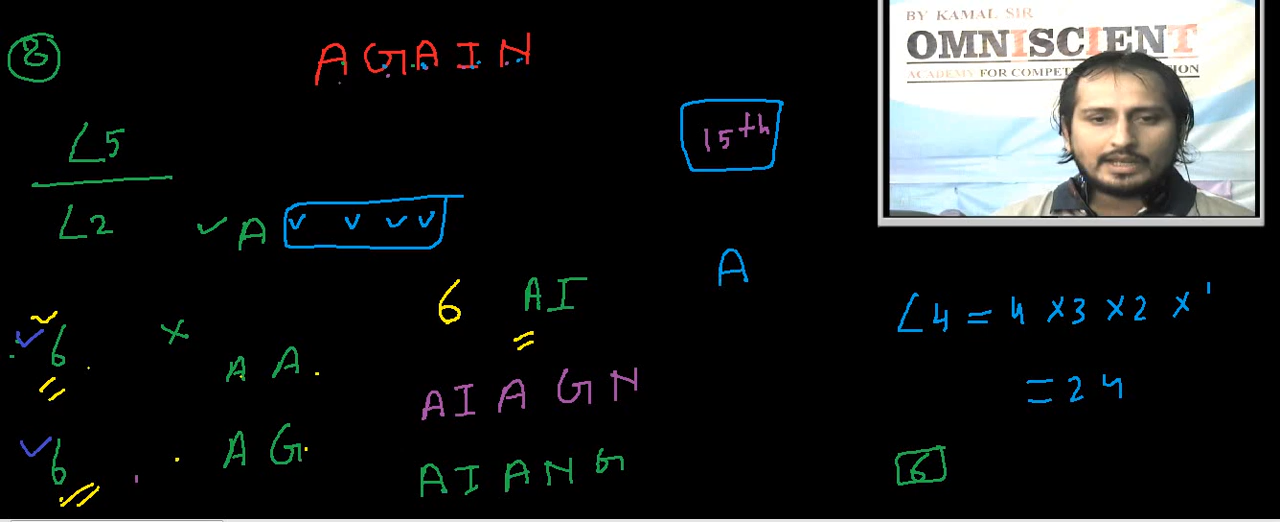 8
AGAIN
BY KAMAL SIR
OMNISCIENT
ACADEMY FOR COMPET
ION
∠5
∠2
15th
A
A
6 AI
∠4 = 4 × 3 × 2 × 1
= 24
6 × AA.
AIAGN
6 AG
AIANG
6